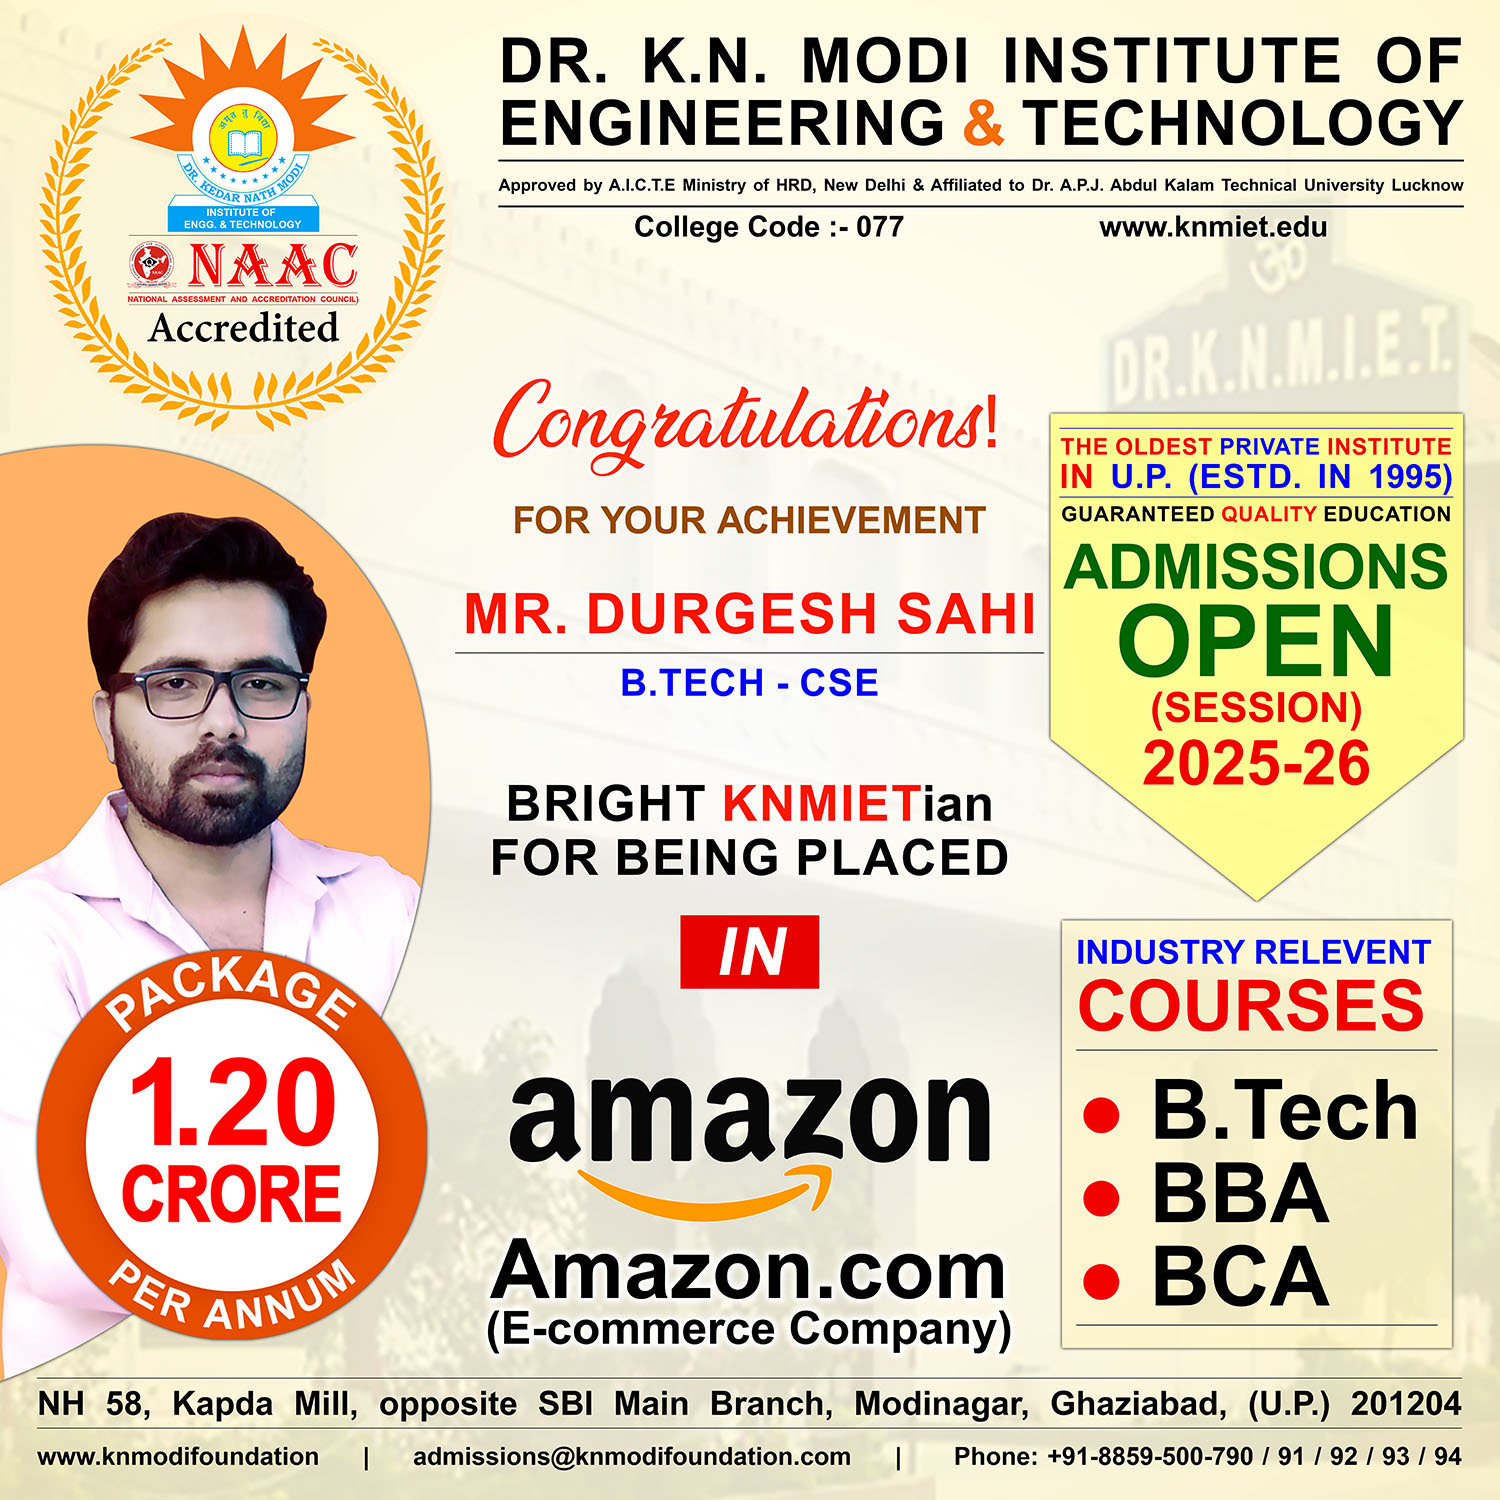 अमृतं तु विद्या
DR. KEDAR NATH MODI
INSTITUTE OF
ENGG. & TECHNOLOGY
NAAC
NATIONAL ASSESSMENT AND ACCREDITATION COUNCIL)
Accredited
DR. K.N. MODI INSTITUTE OF
ENGINEERING & TECHNOLOGY
Approved by A.I.C.T.E Ministry of HRD, New Delhi & Affiliated to Dr. A.P.J. Abdul Kalam Technical University Lucknow
College Code :- 077 www.knmiet.edu
ॐ
DR.K.N.M.I.E.T.
Congratulations!
FOR YOUR ACHIEVEMENT
MR. DURGESH SAHI
B.TECH - CSE
BRIGHT KNMIETian
FOR BEING PLACED
IN
amazon
Amazon.com
(E-commerce Company)
PACKAGE
1.20
CRORE
PER ANNUM
THE OLDEST PRIVATE INSTITUTE
IN U.P. (ESTD. IN 1995)
GUARANTEED QUALITY EDUCATION
ADMISSIONS
OPEN
(SESSION)
2025-26
INDUSTRY RELEVENT
COURSES
B.Tech
BBA
BCA
NH 58, Kapda Mill, opposite SBI Main Branch, Modinagar, Ghaziabad, (U.P.) 201204
www.knmodifoundation | admissions@knmodifoundation.com | Phone: +91-8859-500-790 / 91 / 92 / 93 / 94